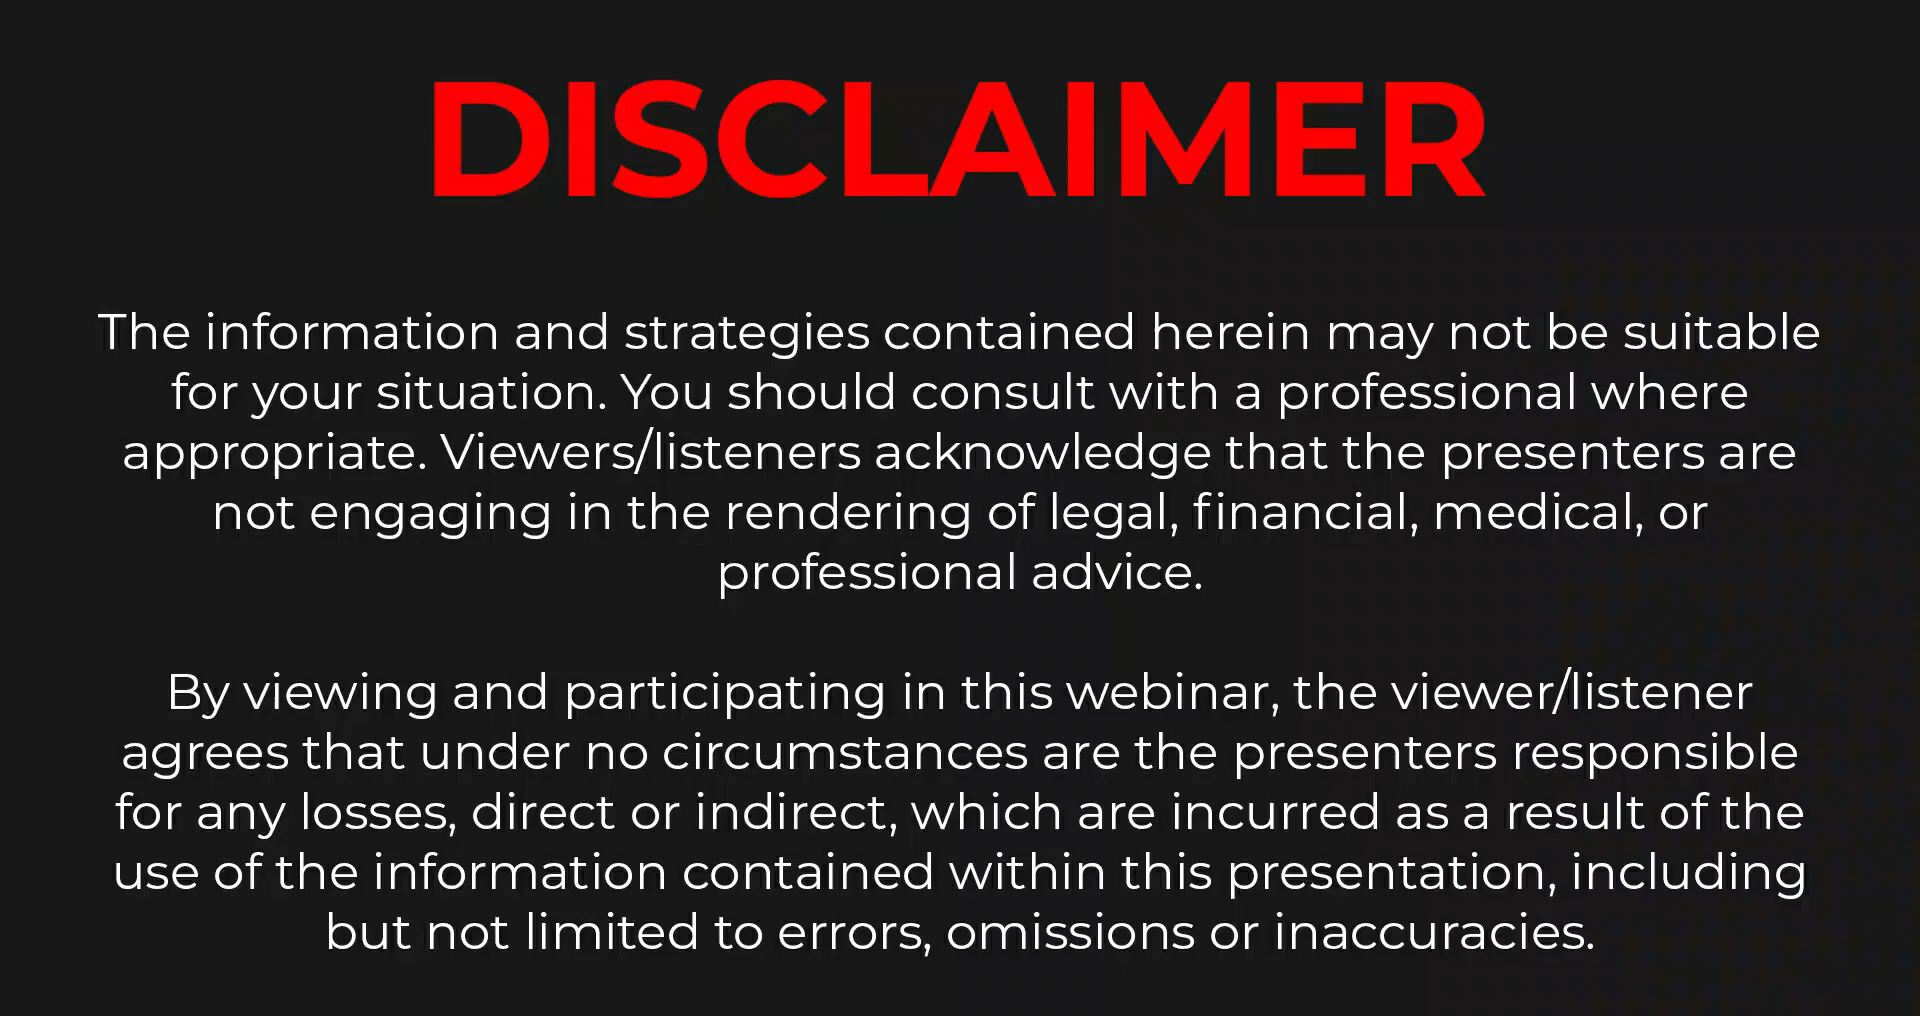 DISCLAIMER
The information and strategies contained herein may not be suitable
for your situation. You should consult with a professional where
appropriate. Viewers/listeners acknowledge that the presenters are
not engaging in the rendering of legal, financial, medical, or
professional advice.
By viewing and participating in this webinar, the viewer/listener
agrees that under no circumstances are the presenters responsible
for any losses, direct or indirect, which are incurred as a result of the
use of the information contained within this presentation, including
but not limited to errors, omissions or inaccuracies.